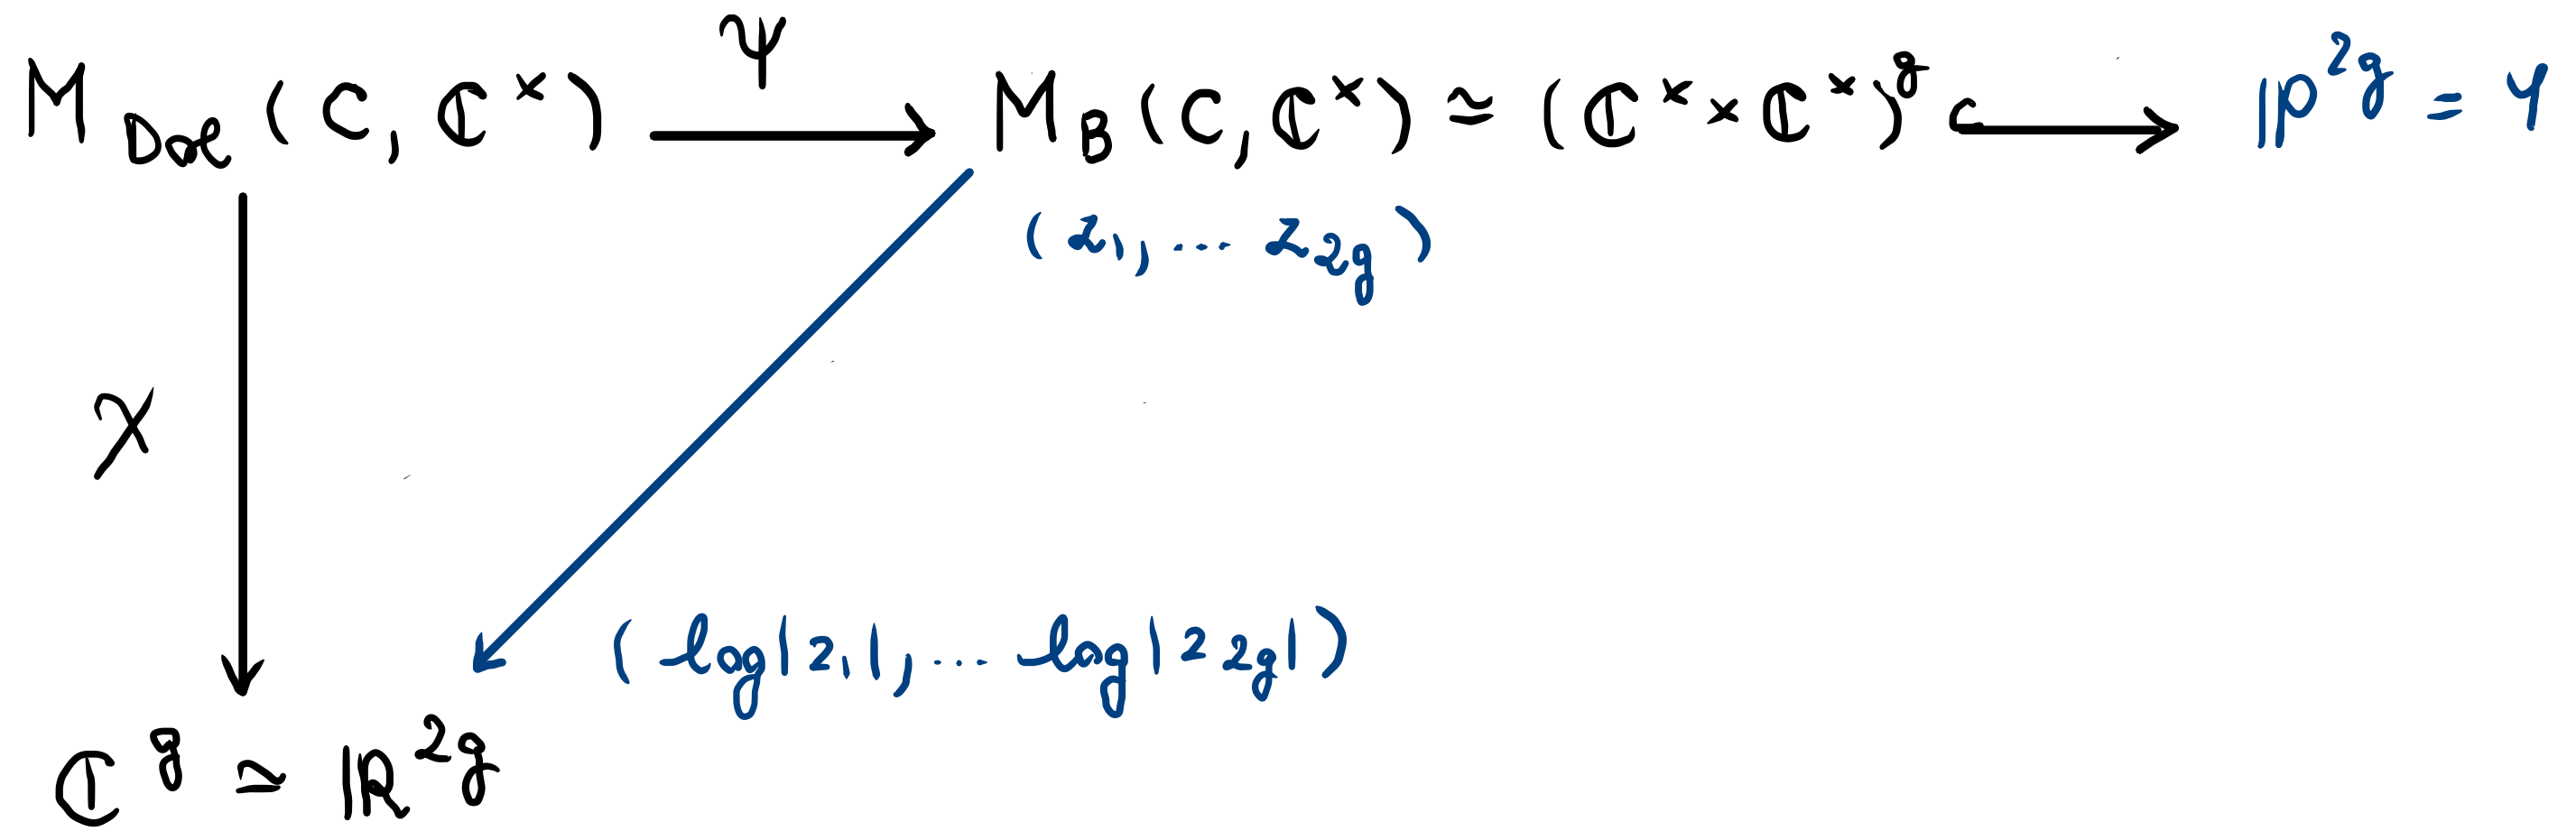 Ψ
M_Dol (C, ℂ^×) ⟶ M_B (C, ℂ^×) ≃ (ℂ^× × ℂ^×)^g ↪ ℙ^2g = Y
(z_1, ... z_2g)
χ
(log|z_1|, ... log|z_2g|)
ℂ^g ≃ ℝ^2g